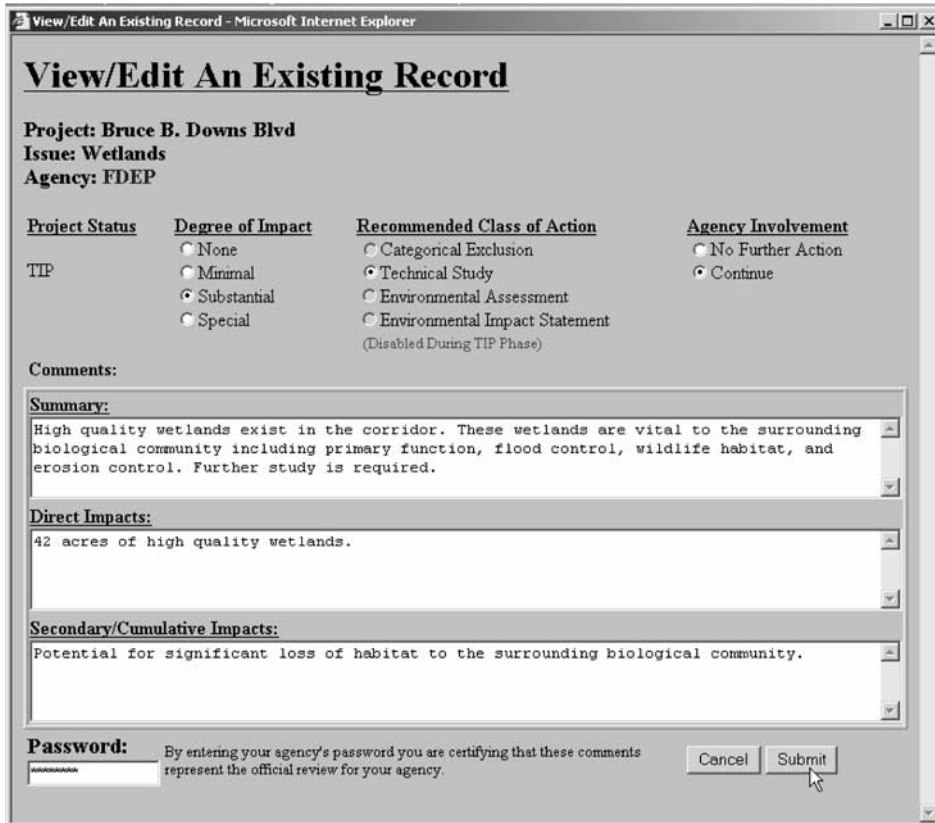 View/Edit An Existing Record - Microsoft Internet Explorer
View/Edit An Existing Record
Project: Bruce B. Downs Blvd
Issue: Wetlands
Agency: FDEP
Project Status Degree of Impact Recommended Class of Action Agency Involvement
None Categorical Exclusion No Further Action
TIP Minimal Technical Study Continue
Substantial Environmental Assessment
Special Environmental Impact Statement
(Disabled During TIP Phase)
Comments:
Summary:
High quality wetlands exist in the corridor. These wetlands are vital to the surrounding
biological community including primary function, flood control, wildlife habitat, and
erosion control. Further study is required.
Direct Impacts:
42 acres of high quality wetlands.
Secondary/Cumulative Impacts:
Potential for significant loss of habitat to the surrounding biological community.
Password: By entering your agency's password you are certifying that these comments
******** represent the official review for your agency.
Cancel Submit